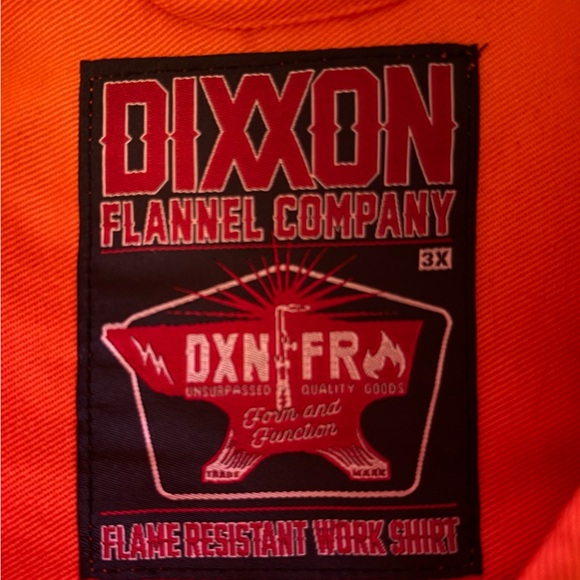 DIXXON
FLANNEL COMPANY
3X
DXN FR
UNSURPASSED QUALITY GOODS
Form and
Function
TRADE MARK
FLAME RESISTANT WORK SHIRT